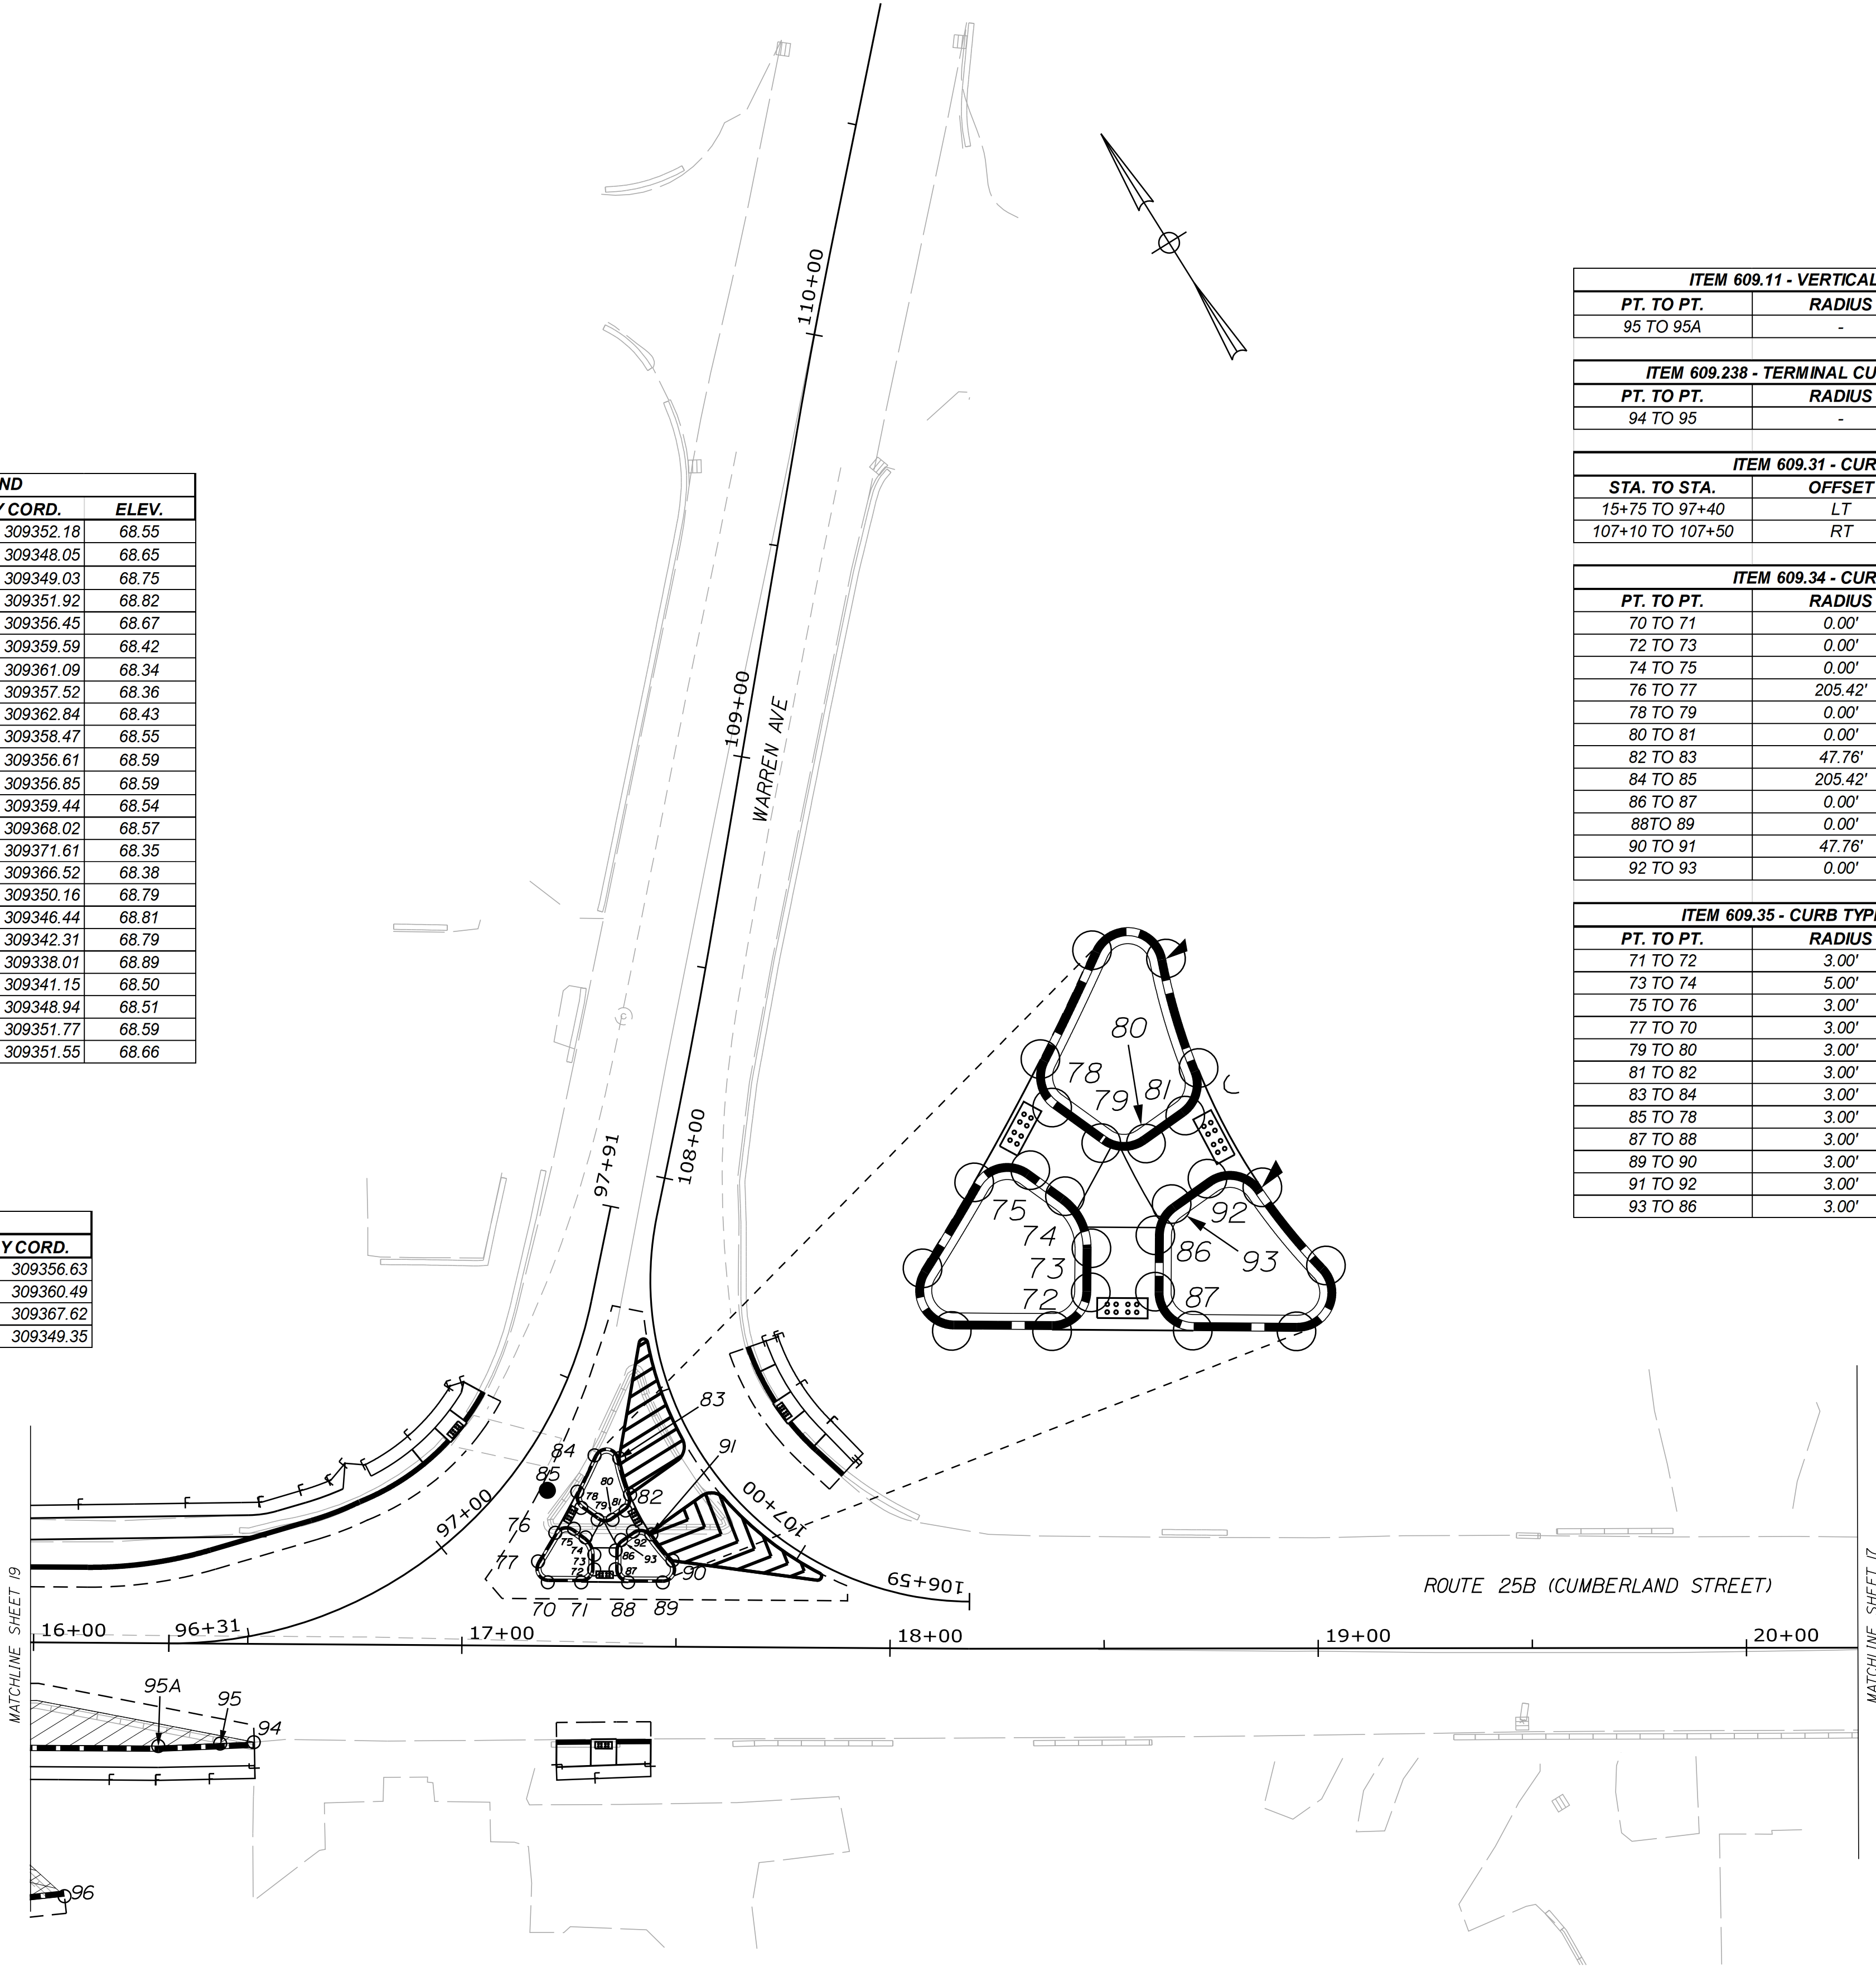 110+00
109+00
WARREN AVE
108+00
97+91
97+00
107+00
106+59
ND
Y CORD. ELEV.
309352.18 68.55
309348.05 68.65
309349.03 68.75
309351.92 68.82
309356.45 68.67
309359.59 68.42
309361.09 68.34
309357.52 68.36
309362.84 68.43
309358.47 68.55
309356.61 68.59
309356.85 68.59
309359.44 68.54
309368.02 68.57
309371.61 68.35
309366.52 68.38
309350.16 68.79
309346.44 68.81
309342.31 68.79
309338.01 68.89
309341.15 68.50
309348.94 68.51
309351.77 68.59
309351.55 68.66
Y CORD.
309356.63
309360.49
309367.62
309349.35
ITEM 609.11 - VERTICAL
PT. TO PT. RADIUS
95 TO 95A -
ITEM 609.238 - TERMINAL CU
PT. TO PT. RADIUS
94 TO 95 -
ITEM 609.31 - CUR
STA. TO STA. OFFSET
15+75 TO 97+40 LT
107+10 TO 107+50 RT
ITEM 609.34 - CUR
PT. TO PT. RADIUS
70 TO 71 0.00'
72 TO 73 0.00'
74 TO 75 0.00'
76 TO 77 205.42'
78 TO 79 0.00'
80 TO 81 0.00'
82 TO 83 47.76'
84 TO 85 205.42'
86 TO 87 0.00'
88TO 89 0.00'
90 TO 91 47.76'
92 TO 93 0.00'
ITEM 609.35 - CURB TYP
PT. TO PT. RADIUS
71 TO 72 3.00'
73 TO 74 5.00'
75 TO 76 3.00'
77 TO 70 3.00'
79 TO 80 3.00'
81 TO 82 3.00'
83 TO 84 3.00'
85 TO 78 3.00'
87 TO 88 3.00'
89 TO 90 3.00'
91 TO 92 3.00'
93 TO 86 3.00'
80
78
79 81
75
74
73
72
92
86 93
87
83
91
84
85
80
78
79 81
82
76
75
74
73
72
92
86 93
87
77
90
70 71 88 89
ROUTE 25B (CUMBERLAND STREET)
MATCHLINE SHEET 19
MATCHLINE SHEET 17
16+00 96+31 17+00 18+00 19+00 20+00
95A
95
94
96